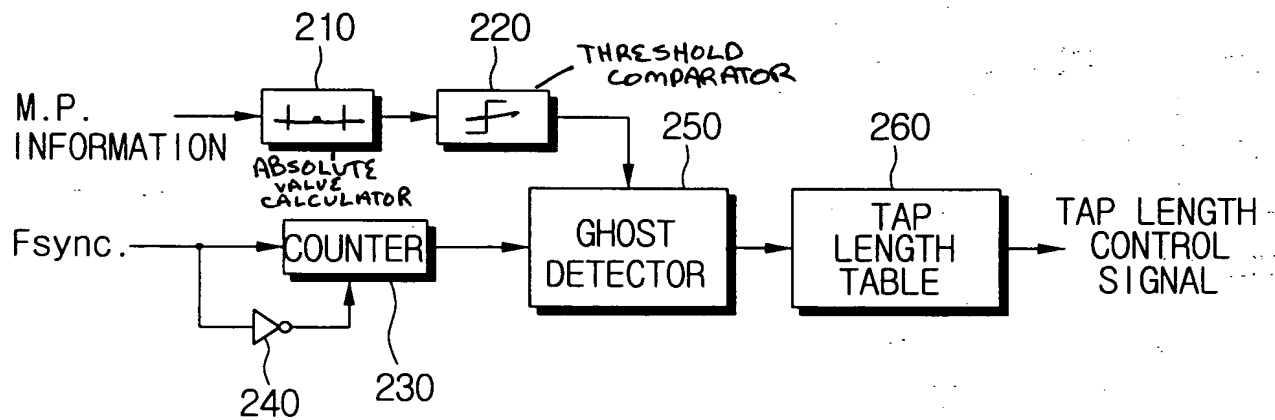 210
220
THRESHOLD
COMPARATOR
M.P.
INFORMATION
ABSOLUTE
VALUE
CALCULATOR
250
260
Fsync.
COUNTER
GHOST
DETECTOR
TAP
LENGTH
TABLE
TAP LENGTH
CONTROL
SIGNAL
240
230